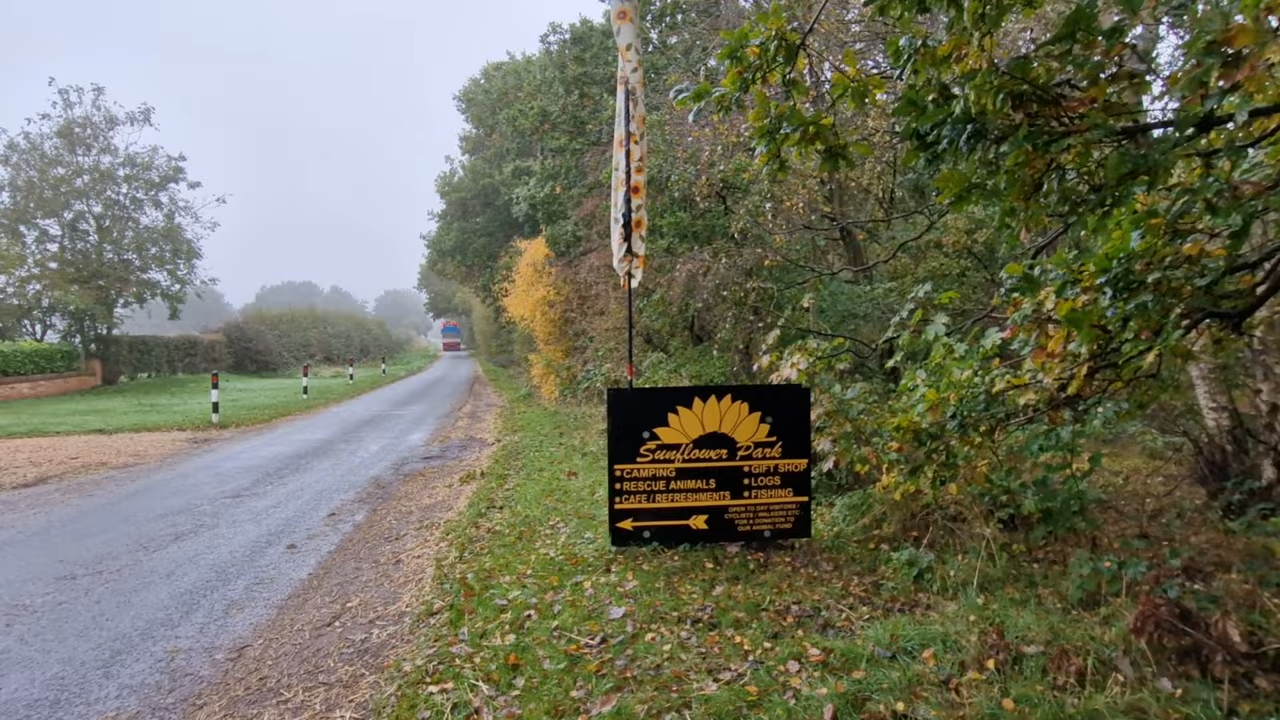 Sunflower Park
• CAMPING
• RESCUE ANIMALS
• CAFE / REFRESHMENTS
• GIFT SHOP
• LOGS
• FISHING
OPEN TO DAY VISITORS /
CYCLISTS / WALKERS ETC -
FOR A DONATION TO
OUR ANIMAL FUND